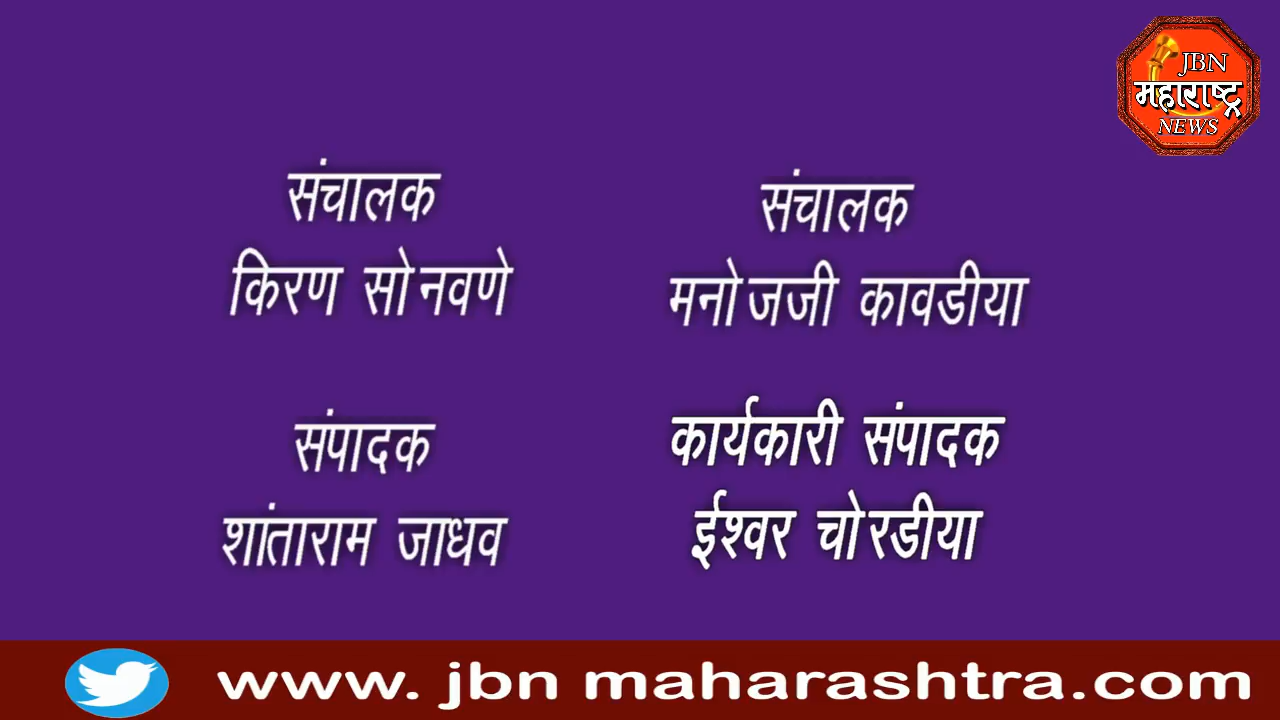 JBN
महाराष्ट्र
NEWS
संचालक
किरण सोनवणे
संचालक
मनोजजी कावडीया
संपादक
शांताराम जाधव
कार्यकारी संपादक
ईश्वर चोरडीया
www. jbn maharashtra.com